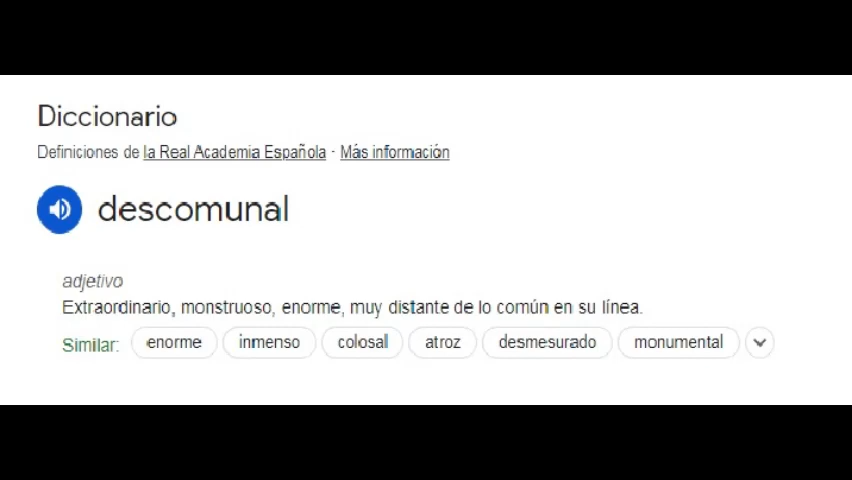 Diccionario
Definiciones de la Real Academia Española · Más información
descomunal
adjetivo
Extraordinario, monstruoso, enorme, muy distante de lo común en su línea.
Similar: enorme inmenso colosal atroz desmesurado monumental